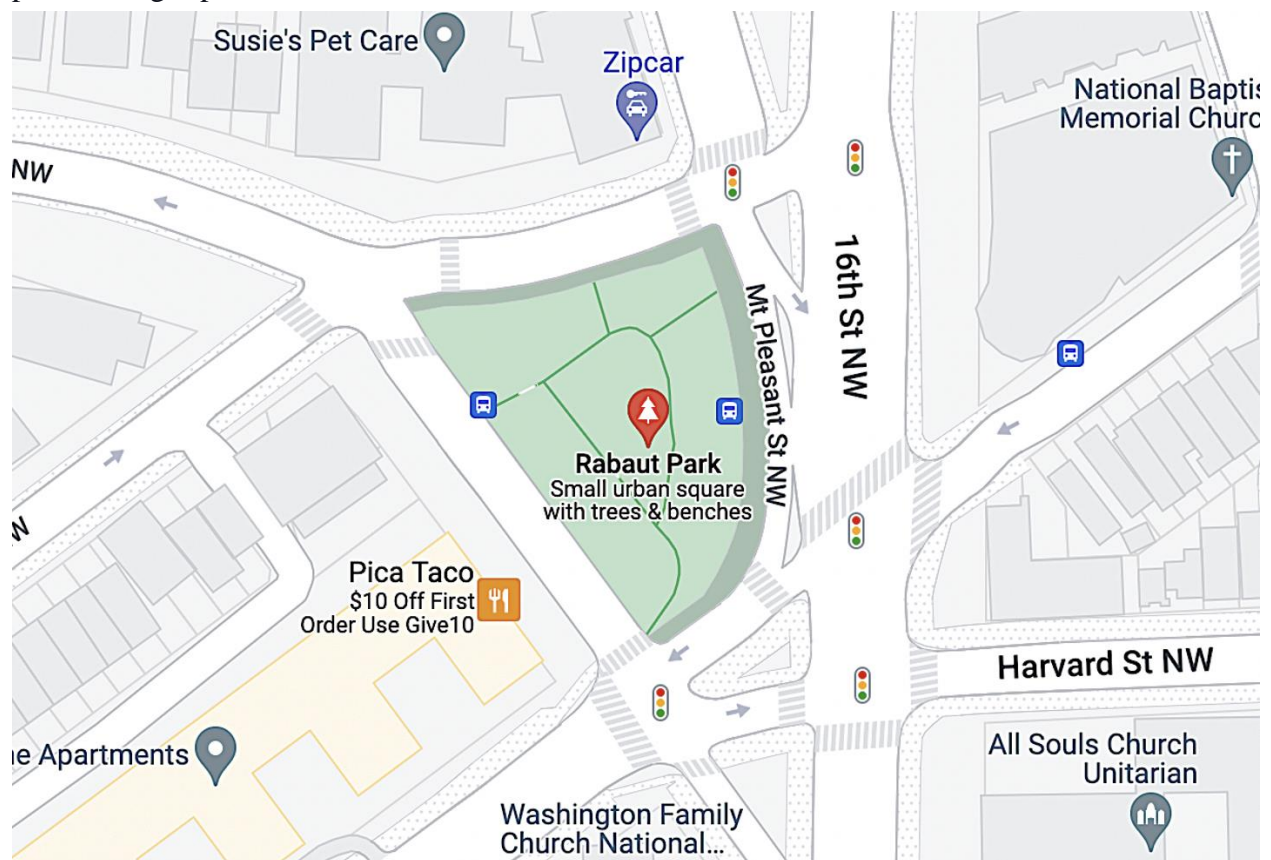 Susie's Pet Care
Zipcar
National Baptis
Memorial Churc
NW
16th St NW
Mt Pleasant St NW
Rabaut Park
Small urban square
with trees & benches
W
Pica Taco
$10 Off First
Order Use Give10
Harvard St NW
e Apartments
All Souls Church
Unitarian
Washington Family
Church National...